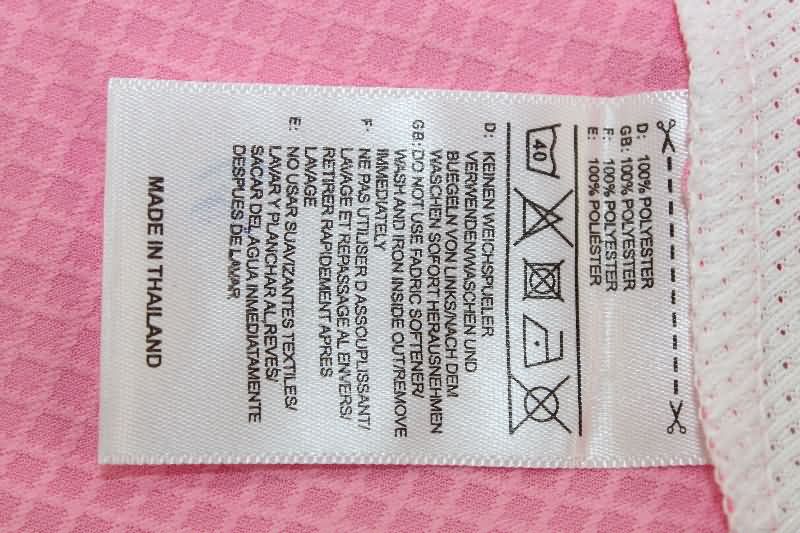 D: 100% POLYESTER
GB: 100% POLYESTER
F: 100% POLYESTER
E: 100% POLIESTER
40
D: KEINEN WEICHSPUELER
VERWENDEN/WASCHEN UND
BUEGELN VON LINKS/NACH DEM
WASCHEN SOFORT HERAUSNEHMEN
GB: DO NOT USE FADRIC SOFTENER/
WASH AND IRON INSIDE OUT/REMOVE
IMMEDIATELY
F: NE PAS UTILISER D ASSOUPLISSANT/
LAVAGE ET REPASSAGE AL ENVERS/
RETIRER RAPIDEMENT APRES
LAVAGE
E: NO USAR SUAVIZANTES TEXTILES/
LAVAR Y PLANCHAR AL REVES/
SACAR DEL AGUA INMEDIATAMENTE
DESPUES DE LAVAR
MADE IN THAILAND